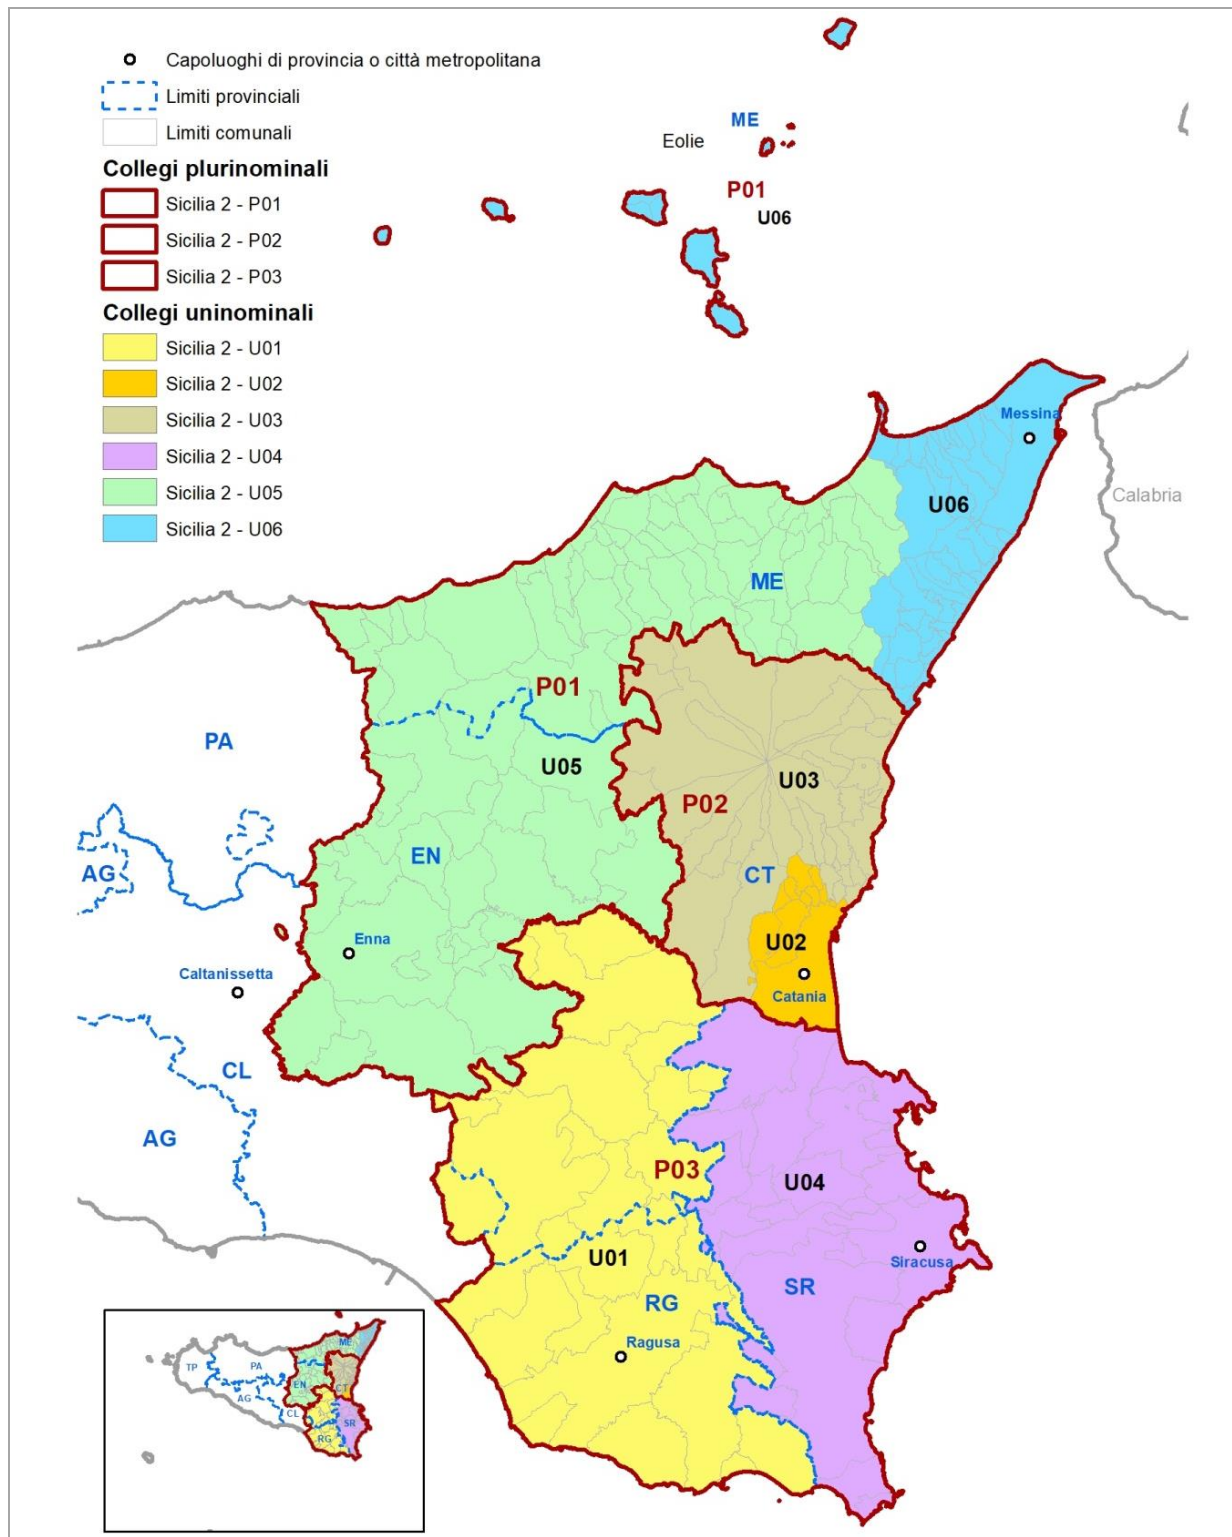 Capoluoghi di provincia o città metropolitana
Limiti provinciali
Limiti comunali
Collegi plurinominali
Sicilia 2 - P01
Sicilia 2 - P02
Sicilia 2 - P03
Collegi uninominali
Sicilia 2 - U01
Sicilia 2 - U02
Sicilia 2 - U03
Sicilia 2 - U04
Sicilia 2 - U05
Sicilia 2 - U06
ME
Eolie
P01
U06
Messina
Calabria
U06
ME
P01
PA
U05
U03
P02
EN
AG
CT
Enna
U02
Caltanissetta
Catania
CL
AG
P03
U04
U01
Siracusa
SR
RG
Ragusa
ME
TP
PA
EN
CT
AG
CL
SR
RG